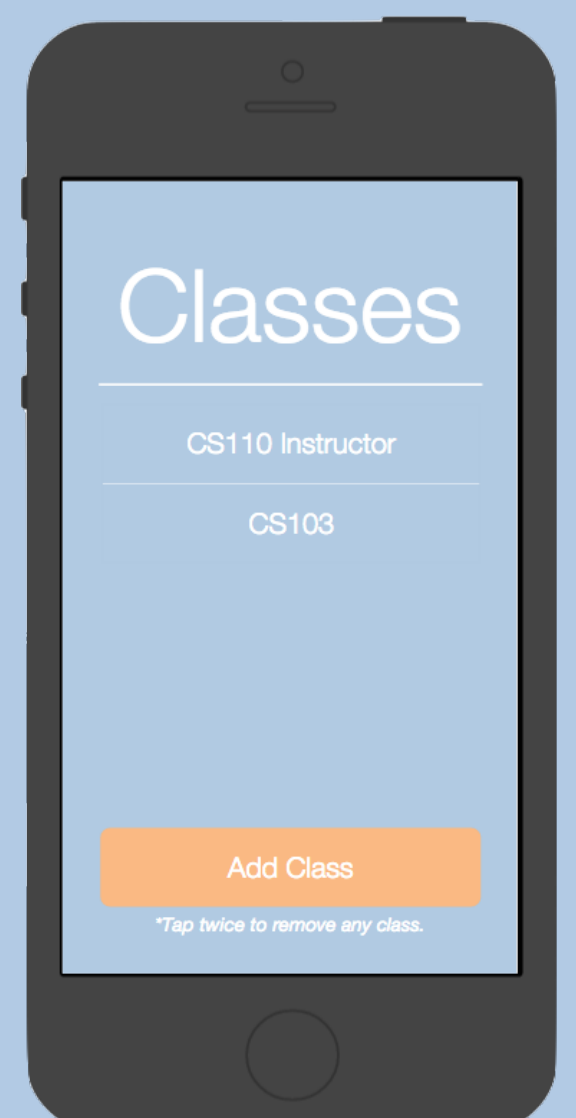 Classes
CS110 Instructor
CS103
Add Class
*Tap twice to remove any class.